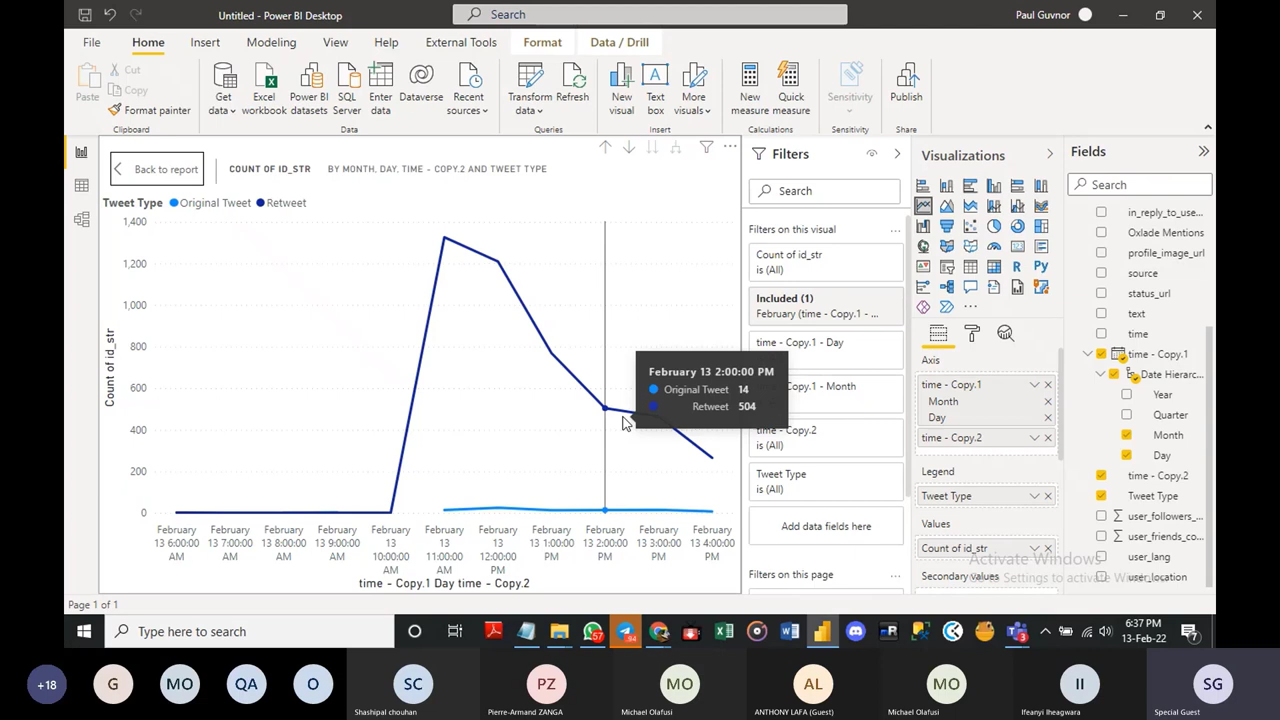 Untitled - Power BI Desktop
Search
Paul Guvnor
File
Home
Insert
Modeling
View
Help
External Tools
Format
Data / Drill
Paste
Cut
Copy
Format painter
Clipboard
Get data
Excel workbook
Power BI datasets
SQL Server
Enter data
Dataverse
Recent sources
Data
Transform data
Refresh
Queries
New visual
Text box
More visuals
Insert
New measure
Quick measure
Calculations
Sensitivity
Sensitivity
Publish
Share
Back to report
COUNT OF ID_STR
BY MONTH, DAY, TIME - COPY.2 AND TWEET TYPE
Tweet Type
Original Tweet
Retweet
Count of id_str
1,400
1,200
1,000
800
600
400
200
0
February 13 6:00:00 AM
February 13 7:00:00 AM
February 13 8:00:00 AM
February 13 9:00:00 AM
February 13 10:00:00 AM
February 13 11:00:00 AM
February 13 12:00:00 PM
February 13 1:00:00 PM
February 13 2:00:00 PM
February 13 3:00:00 PM
February 13 4:00:00 PM
time - Copy.1 Day time - Copy.2
February 13 2:00:00 PM
Original Tweet 14
Retweet 504
Filters
Search
Filters on this visual
Count of id_str
is (All)
Included (1)
February (time - Copy.1 - ...
time - Copy.1 - Day
Copy.1 - Month
time - Copy.2
is (All)
Tweet Type
is (All)
Add data fields here
Filters on this page
Visualizations
R
Py
Axis
time - Copy.1
Month
Day
time - Copy.2
Legend
Tweet Type
Values
Count of id_str
Secondary values
Fields
Search
in_reply_to_use...
Oxlade Mentions
profile_image_url
source
status_url
text
time
time - Copy.1
Date Hierarc...
Year
Quarter
Month
Day
time - Copy.2
Tweet Type
user_followers_...
user_friends_co...
user_lang
user_location
Activate Windows
Go to Settings to activate Windows.
Page 1 of 1
Type here to search
57
94
3
6:37 PM
13-Feb-22
7
+18
G
MO
QA
O
SC
Shashipal chouhan
PZ
Pierre-Armand ZANGA
MO
Michael Olafusi
AL
ANTHONY LAFA (Guest)
MO
Michael Olafusi
II
Ifeanyi Iheagwara
SG
Special Guest